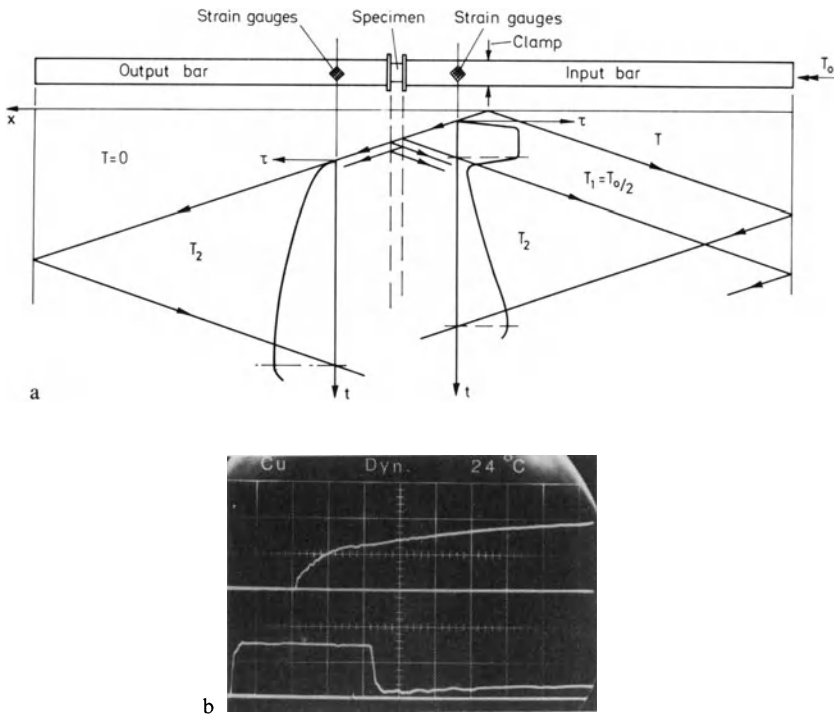 Strain gauges Specimen Strain gauges
Clamp
Output bar Input bar T₀
x
τ T
T=0 τ
T₁=T₀/2
T₂ T₂
a t t
Cu Dyn. 24 °C
b